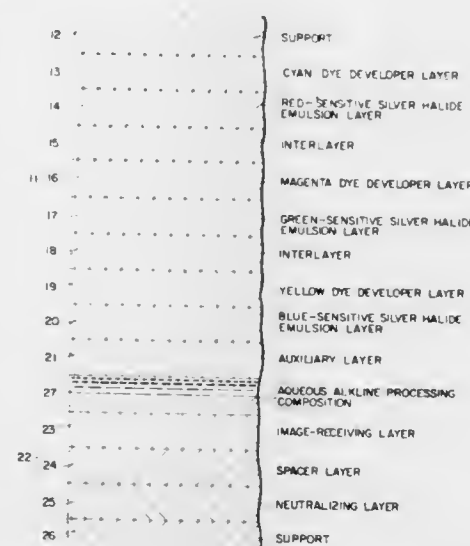 12 SUPPORT
13 CYAN DYE DEVELOPER LAYER
14 RED-SENSITIVE SILVER HALIDE
EMULSION LAYER
15 INTERLAYER
11 16 MAGENTA DYE DEVELOPER LAYER
17 GREEN-SENSITIVE SILVER HALIDE
EMULSION LAYER
18 INTERLAYER
19 YELLOW DYE DEVELOPER LAYER
20 BLUE-SENSITIVE SILVER HALIDE
EMULSION LAYER
21 AUXILIARY LAYER
27 AQUEOUS ALKLINE PROCESSING
COMPOSITION
23 IMAGE-RECEIVING LAYER
22 24 SPACER LAYER
25 NEUTRALIZING LAYER
26 SUPPORT